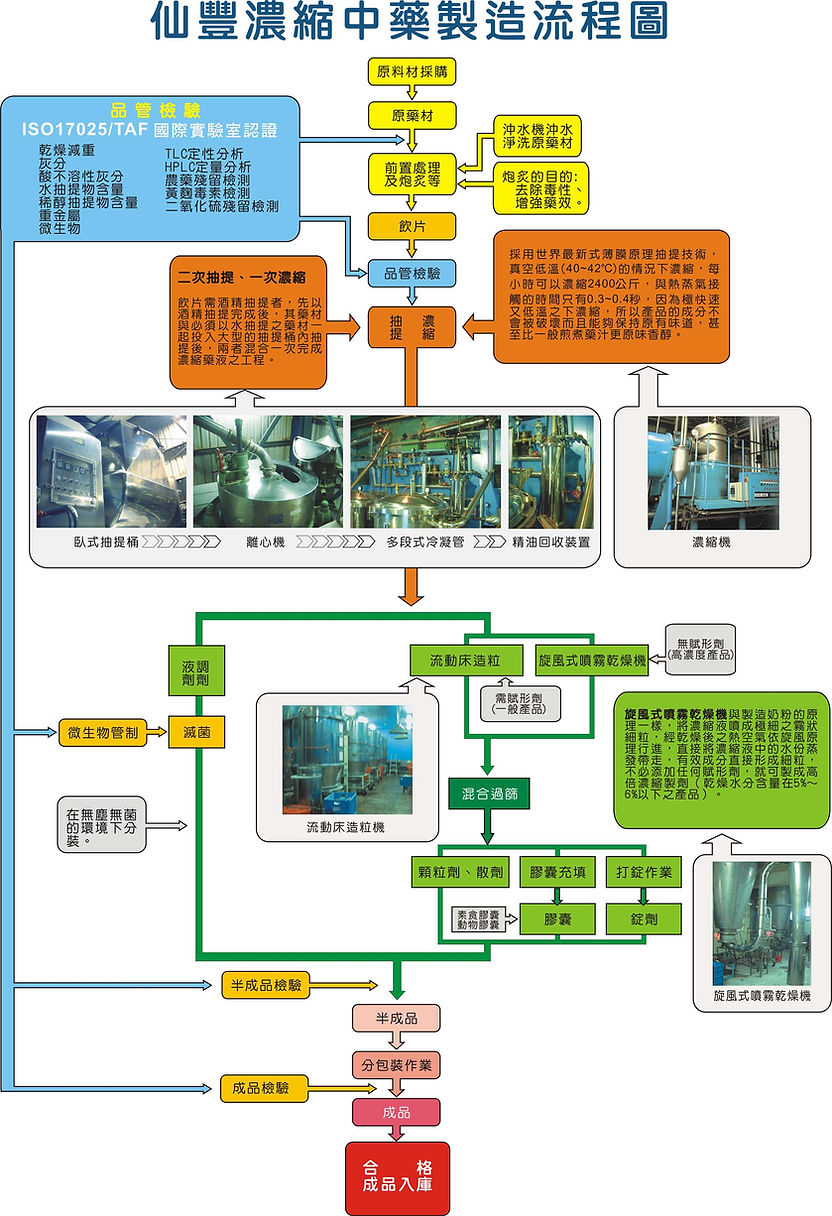 仙豐濃縮中藥製造流程圖
原料材採購
原藥材
前置處理
及炮炙等
沖水機沖水
淨洗原藥材
炮炙的目的:
去除毒性、
增強藥效。
品管檢驗
ISO17025/TAF 國際實驗室認證
乾燥減重
灰分
酸不溶性灰分
水抽提物含量
稀醇抽提物含量
重金屬
微生物
TLC定性分析
HPLC定量分析
農藥殘留檢測
黃麴毒素檢測
二氧化硫殘留檢測
飲片
品管檢驗
二次抽提、一次濃縮
飲片需酒精抽提者，先以
酒精抽提完成後，其藥材
與必須以水抽提之藥材一
起投入大型的抽提桶內抽
提後，兩者混合一次完成
濃縮藥液之工程。
抽提
濃縮
採用世界最新式薄膜原理抽提技術，
真空低溫(40~42℃)的情況下濃縮，每
小時可以濃縮2400公斤，與熱蒸氣接
觸的時間只有0.3~0.4秒，因為極快速
又低溫之下濃縮，所以產品的成分不
會被破壞而且能夠保持原有味道，甚
至比一般煎煮藥汁更原味香醇。
臥式抽提桶
離心機
多段式冷凝管
精油回收裝置
濃縮機
液調
劑劑
流動床造粒
旋風式噴霧乾燥機
無賦形劑
(高濃度產品)
需賦形劑
(一般產品)
微生物管制
滅菌
流動床造粒機
旋風式噴霧乾燥機與製造奶粉的原
理一樣，將濃縮液噴成極細之霧狀
細粒，經乾燥後之熱空氣依旋風原
理行進，直接將濃縮液中的水份蒸
發帶走，有效成分直接形成細粒，
不必添加任何賦形劑，就可製成高
倍濃縮製劑（乾燥水分含量在5%～
6%以下之產品）。
混合過篩
在無塵無菌
的環境下分
裝。
顆粒劑、散劑
膠囊充填
打錠作業
素食膠囊
動物膠囊
膠囊
錠劑
旋風式噴霧乾燥機
半成品檢驗
半成品
分包裝作業
成品檢驗
成品
合格
成品入庫